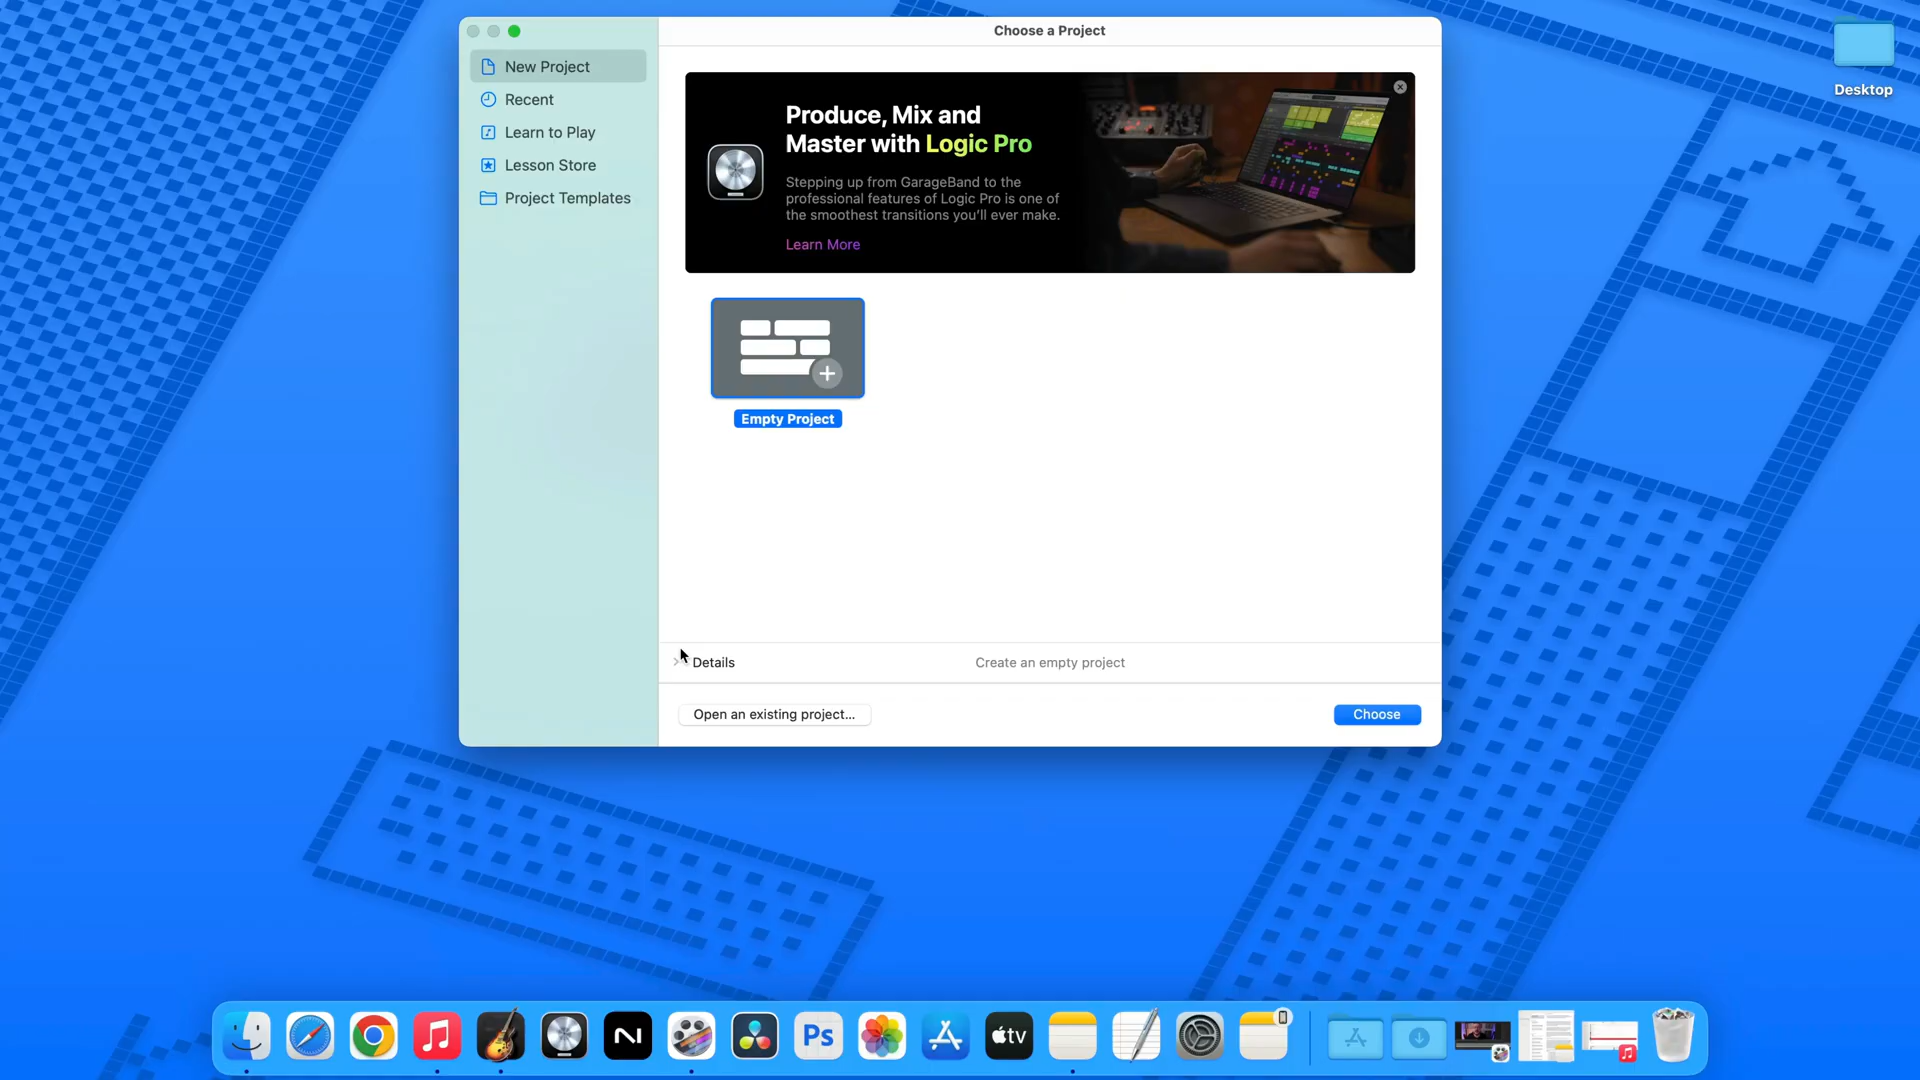 Choose a Project
New Project
Recent
Learn to Play
Lesson Store
Project Templates
Produce, Mix and
Master with Logic Pro
Stepping up from GarageBand to the
professional features of Logic Pro is one of
the smoothest transitions you'll ever make.
Learn More
Empty Project
Details
Create an empty project
Open an existing project...
Choose
Desktop
Ps
tv